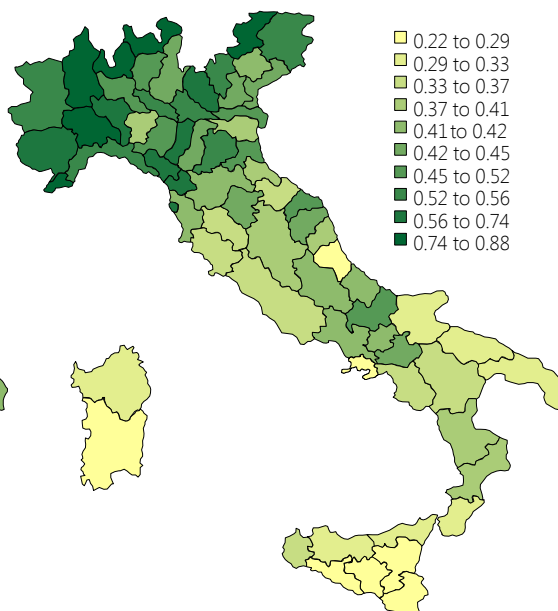 0.22 to 0.29
0.29 to 0.33
0.33 to 0.37
0.37 to 0.41
0.41to 0.42
0.42 to 0.45
0.45 to 0.52
0.52 to 0.56
0.56 to 0.74
0.74 to 0.88